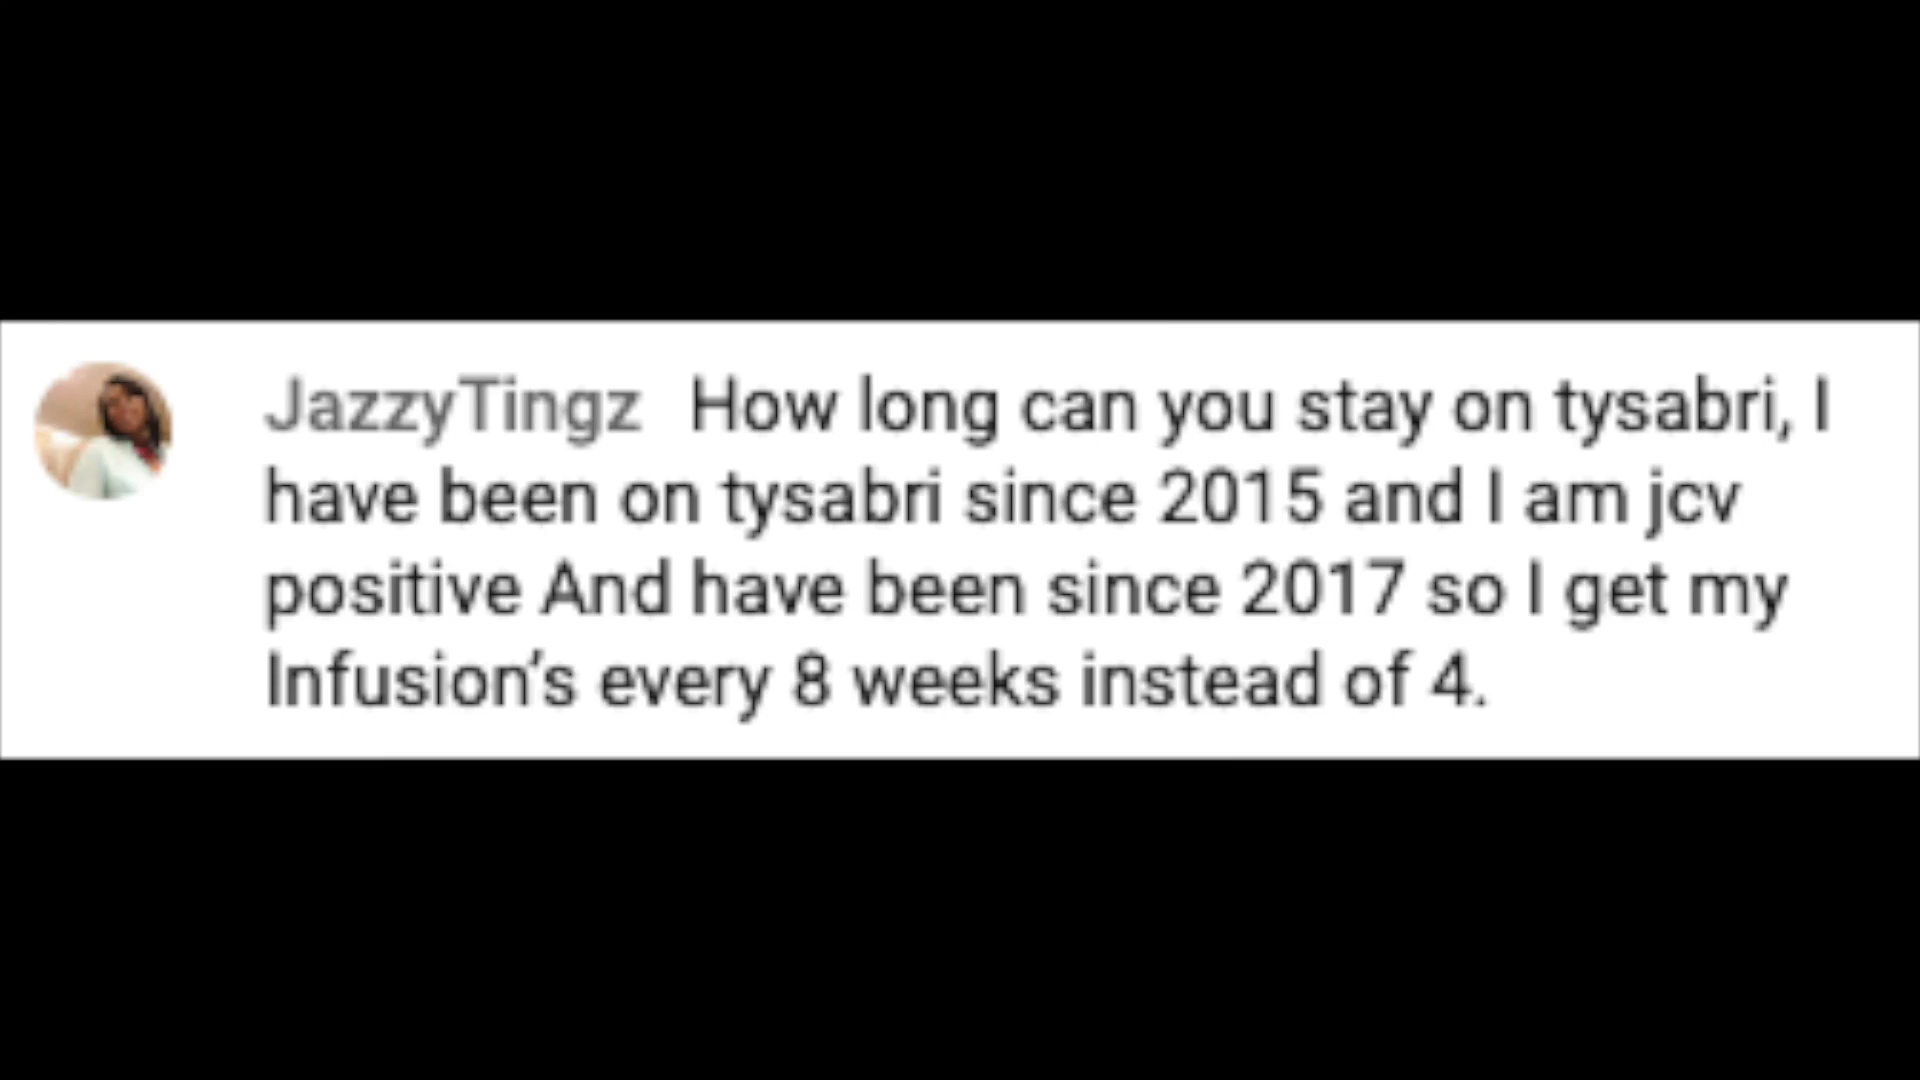 JazzyTingz How long can you stay on tysabri, I
have been on tysabri since 2015 and I am jcv
positive And have been since 2017 so I get my
Infusion’s every 8 weeks instead of 4.